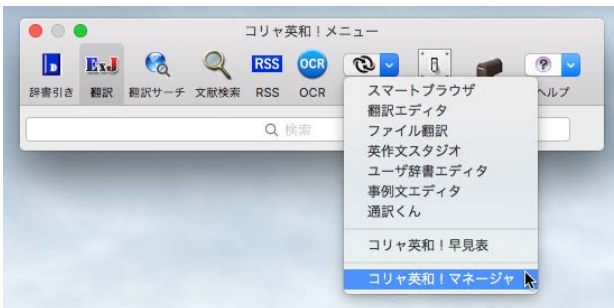 コリャ英和！メニュー
ExJ
RSS
OCR
辞書引き 翻訳 翻訳サーチ 文献検索 RSS OCR ヘルプ
検索
スマートブラウザ
翻訳エディタ
ファイル翻訳
英作文スタジオ
ユーザ辞書エディタ
事例文エディタ
通訳くん
コリャ英和！早見表
コリャ英和！マネージャ